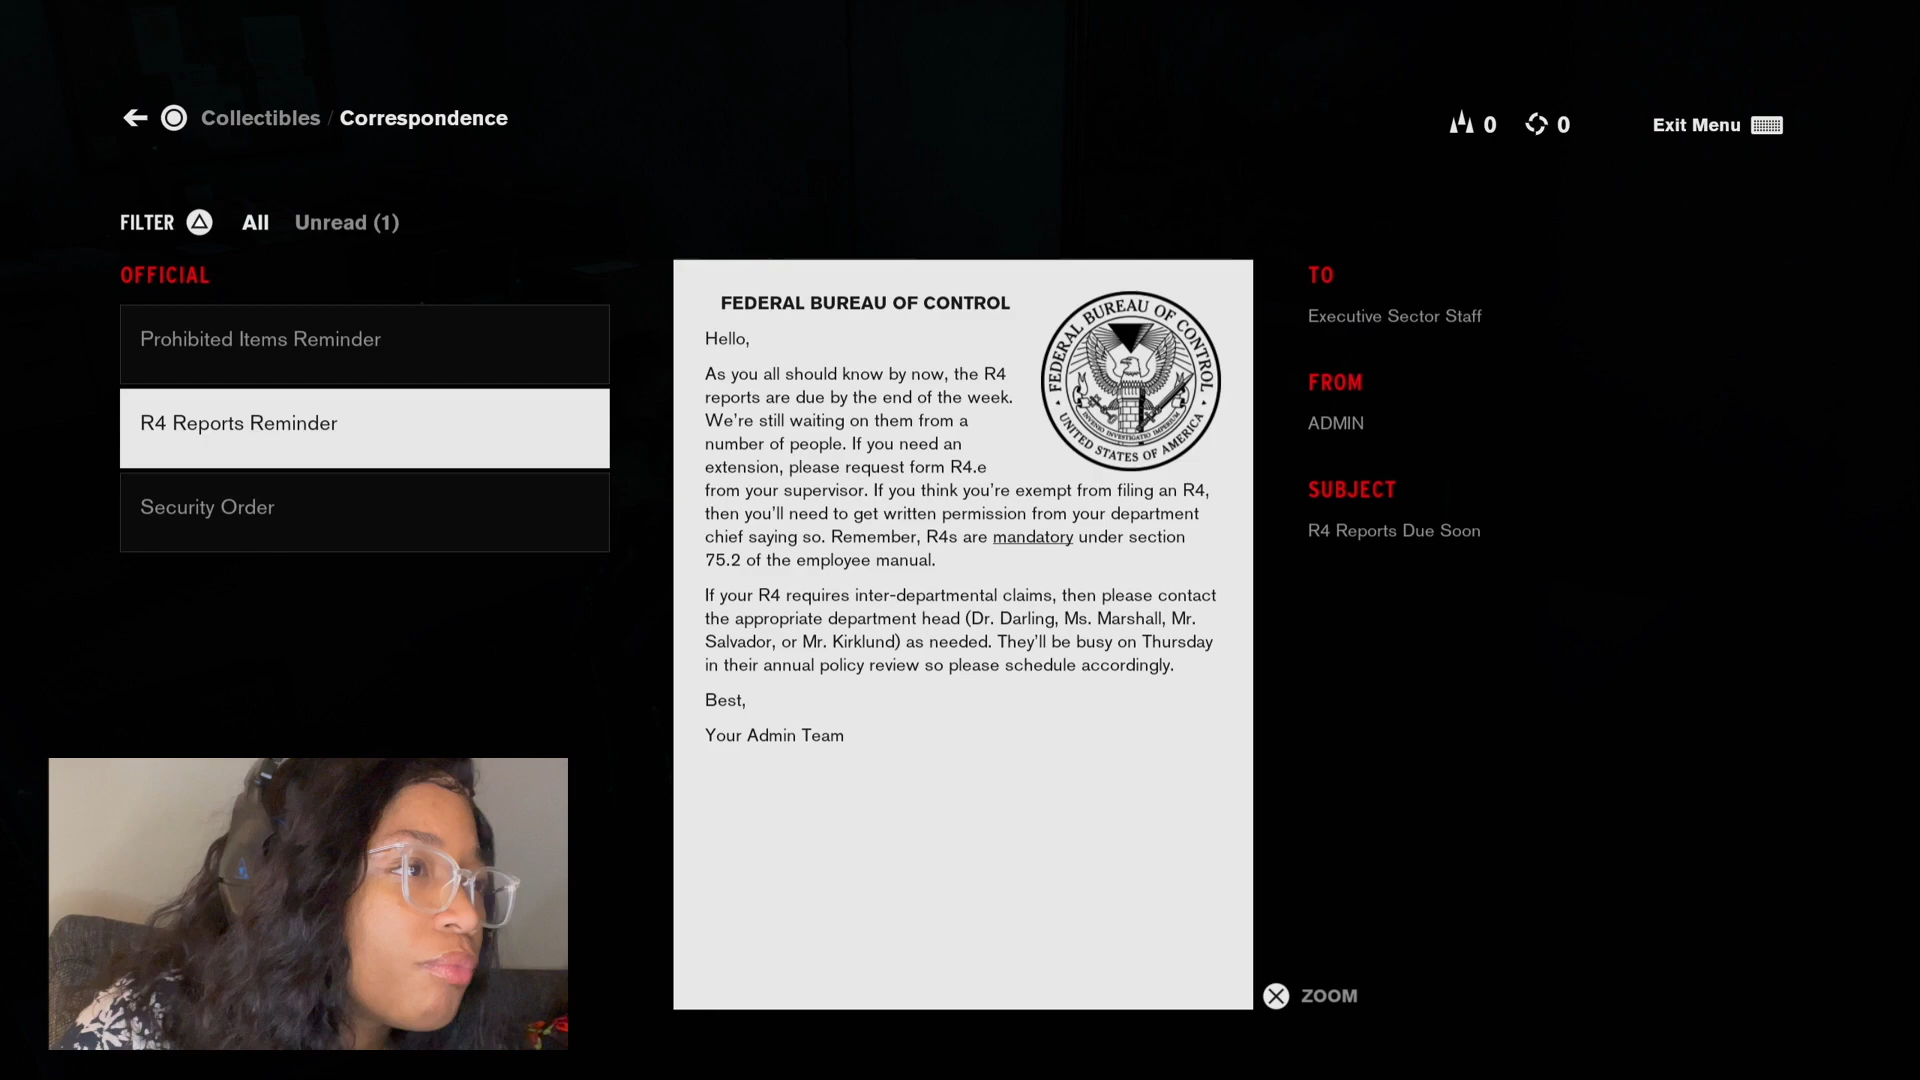 Collectibles / Correspondence
0
0
Exit Menu
FILTER
All
Unread (1)
OFFICIAL
Prohibited Items Reminder
R4 Reports Reminder
Security Order
FEDERAL BUREAU OF CONTROL
Hello,
As you all should know by now, the R4
reports are due by the end of the week.
We’re still waiting on them from a
number of people. If you need an
extension, please request form R4.e
from your supervisor. If you think you’re exempt from filing an R4,
then you’ll need to get written permission from your department
chief saying so. Remember, R4s are mandatory under section
75.2 of the employee manual.
If your R4 requires inter-departmental claims, then please contact
the appropriate department head (Dr. Darling, Ms. Marshall, Mr.
Salvador, or Mr. Kirklund) as needed. They’ll be busy on Thursday
in their annual policy review so please schedule accordingly.
Best,
Your Admin Team
FEDERAL BUREAU OF CONTROL
INVENIO INVESTIGATIO IMPERIUM
UNITED STATES OF AMERICA
TO
Executive Sector Staff
FROM
ADMIN
SUBJECT
R4 Reports Due Soon
ZOOM